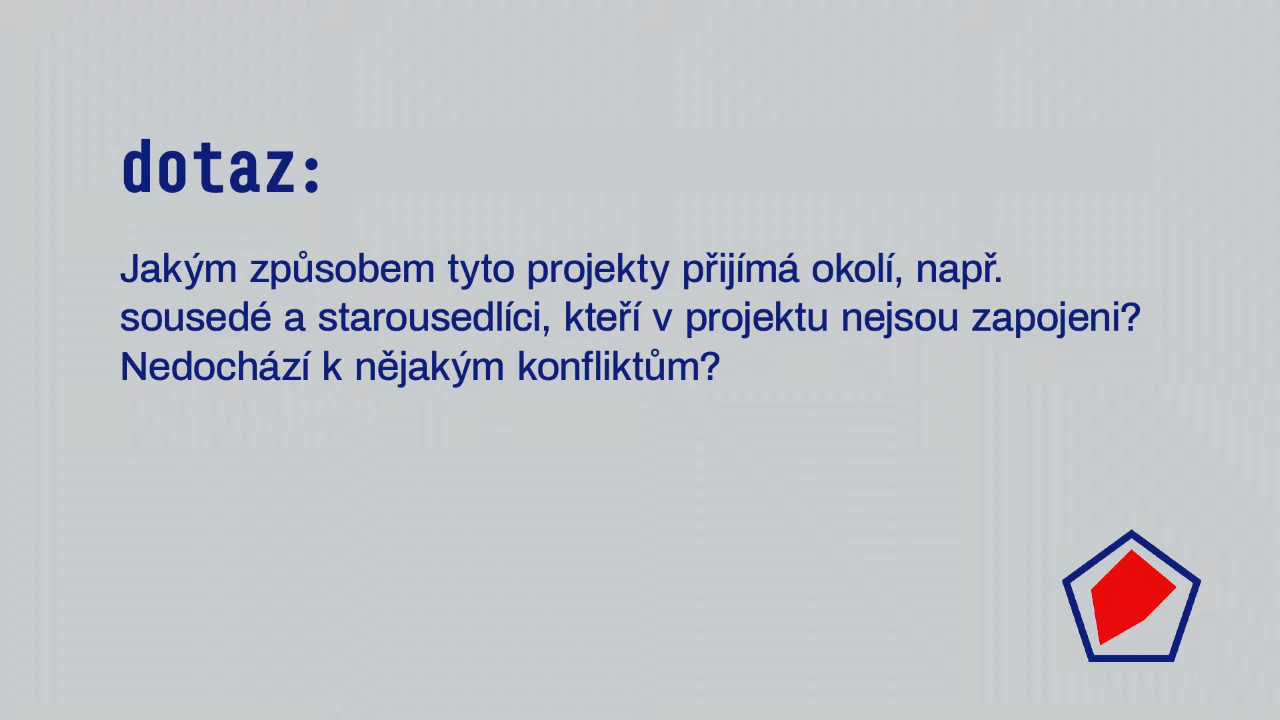 dotaz:
Jakým způsobem tyto projekty přijímá okolí, např.
sousedé a starousedlíci, kteří v projektu nejsou zapojeni?
Nedochází k nějakým konfliktům?